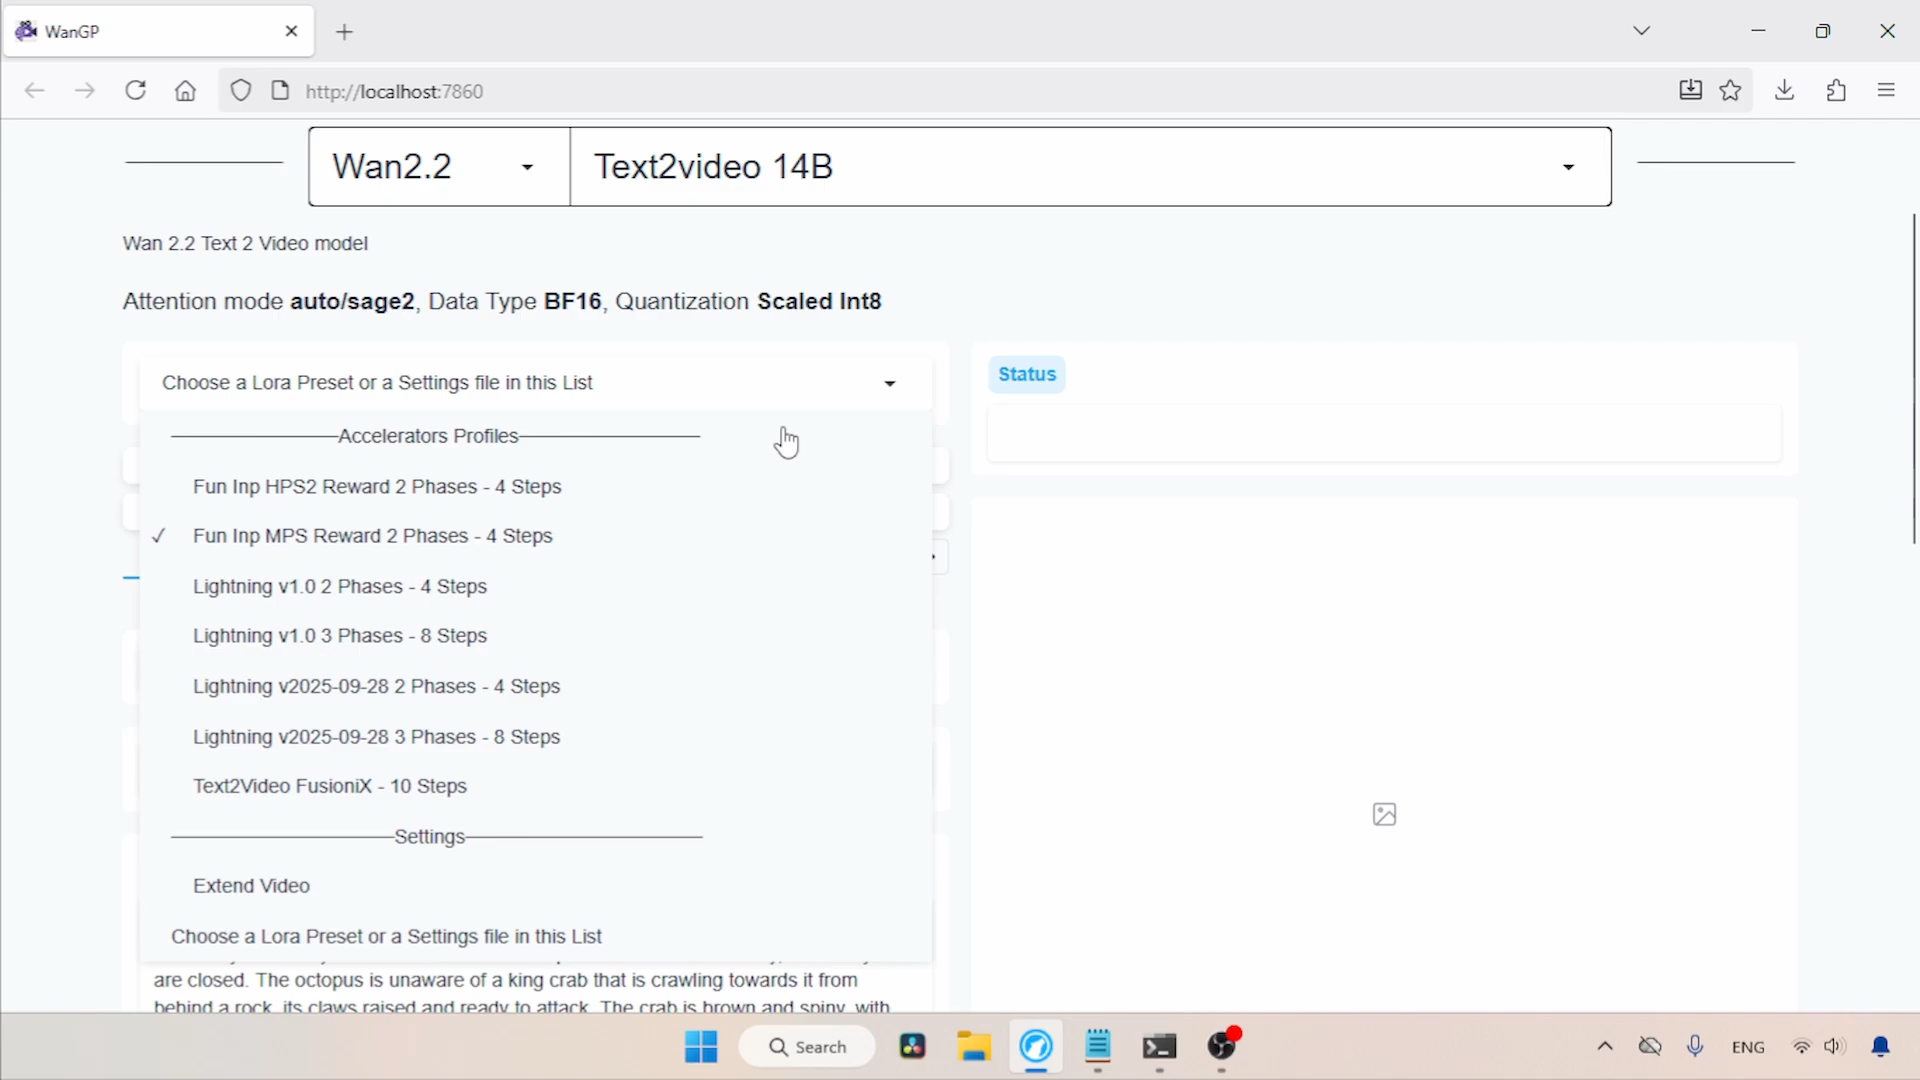 WanGP
http://localhost:7860
Wan2.2
Text2video 14B
Wan 2.2 Text 2 Video model
Attention mode auto/sage2, Data Type BF16, Quantization Scaled Int8
Choose a Lora Preset or a Settings file in this List
Status
Accelerators Profiles
Fun Inp HPS2 Reward 2 Phases - 4 Steps
✓ Fun Inp MPS Reward 2 Phases - 4 Steps
Lightning v1.0 2 Phases - 4 Steps
Lightning v1.0 3 Phases - 8 Steps
Lightning v2025-09-28 2 Phases - 4 Steps
Lightning v2025-09-28 3 Phases - 8 Steps
Text2Video FusioniX - 10 Steps
Settings
Extend Video
Choose a Lora Preset or a Settings file in this List
are closed. The octopus is unaware of a king crab that is crawling towards it from
behind a rock, its claws raised and ready to attack. The crab is brown and spiny, with
Search
ENG